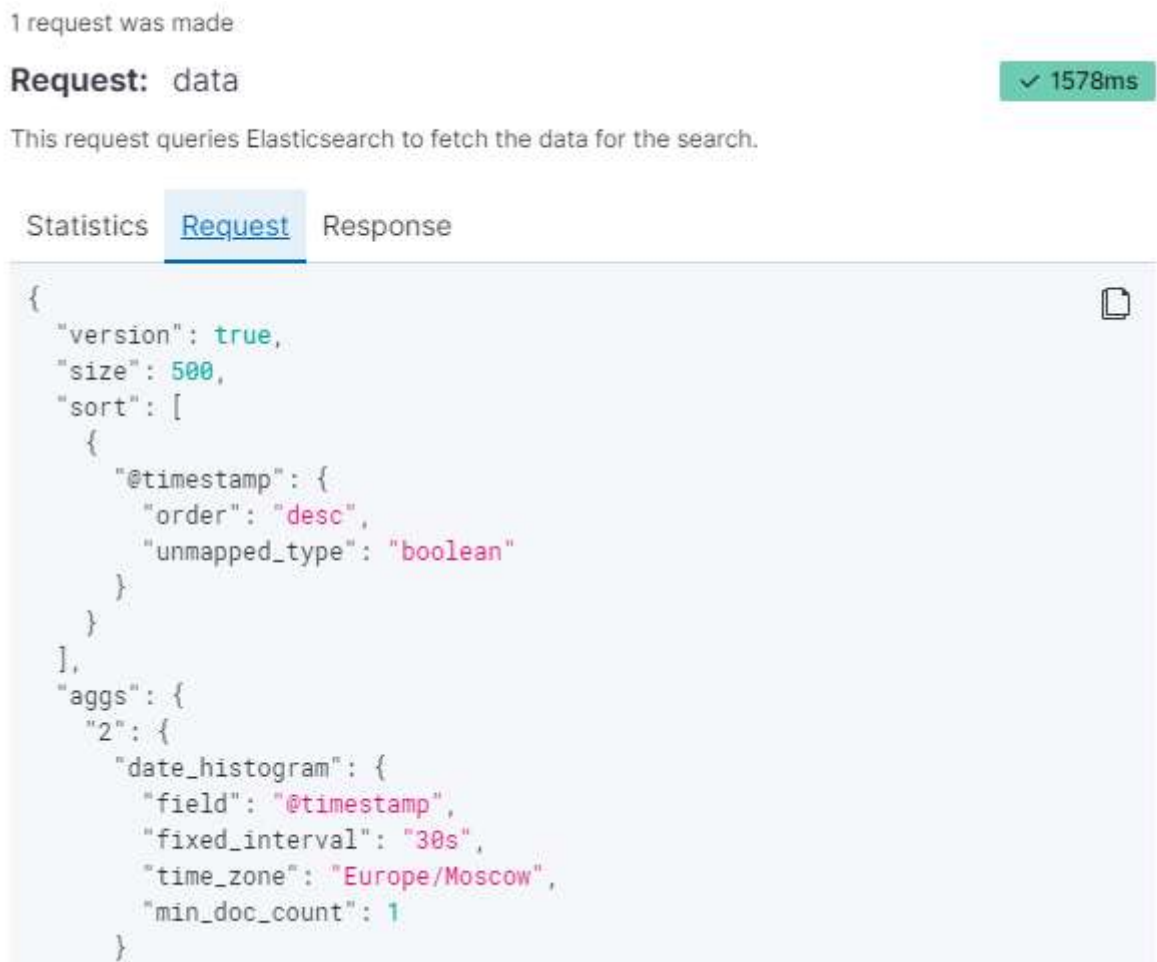 1 request was made
Request: data
✓ 1578ms
This request queries Elasticsearch to fetch the data for the search.
Statistics Request Response
{
  "version": true,
  "size": 500,
  "sort": [
    {
      "@timestamp": {
        "order": "desc",
        "unmapped_type": "boolean"
      }
    }
  ],
  "aggs": {
    "2": {
      "date_histogram": {
        "field": "@timestamp",
        "fixed_interval": "30s",
        "time_zone": "Europe/Moscow",
        "min_doc_count": 1
      }